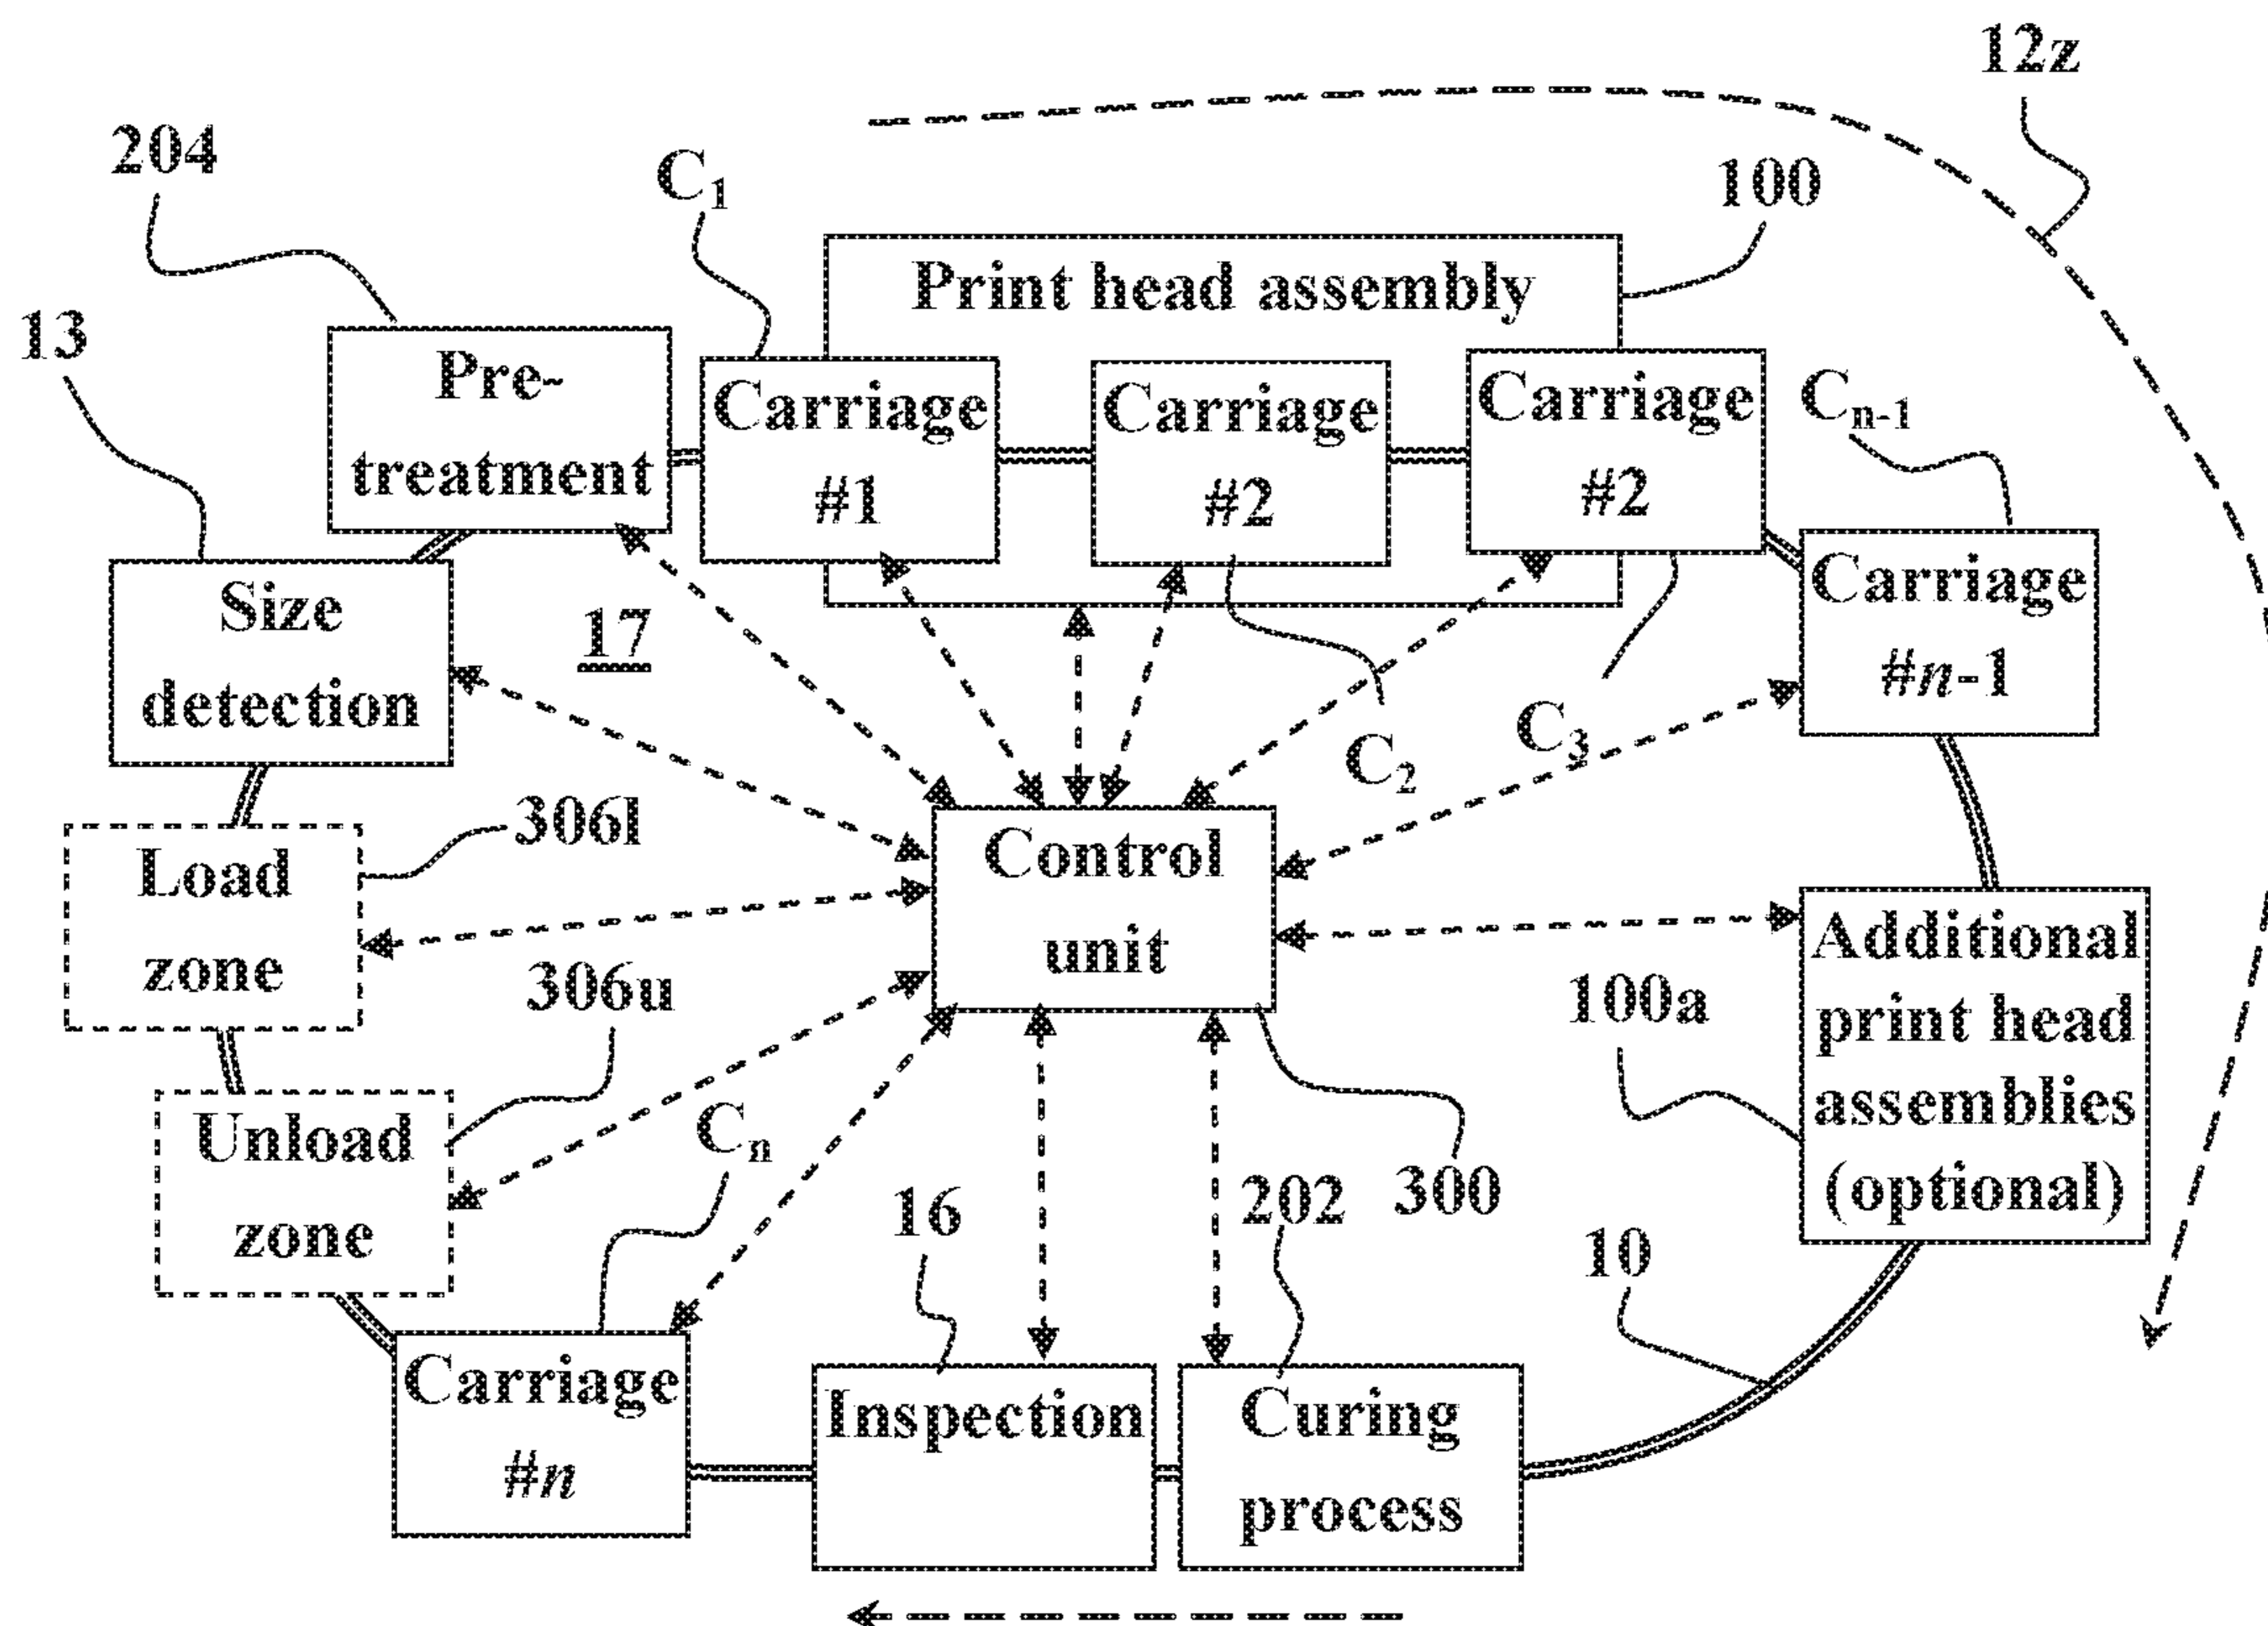 12z
204
C1
100
Print head assembly
13
Pre-
treatment
Carriage
#1
Carriage
#2
Carriage
#2
Cn-1
Size
detection
17
Carriage
#n-1
C3
C2
306l
Load
zone
Control
unit
306u
100a
Additional
print head
assemblies
(optional)
Unload
zone
Cn
16
202
300
10
Carriage
#n
Inspection
Curing
process